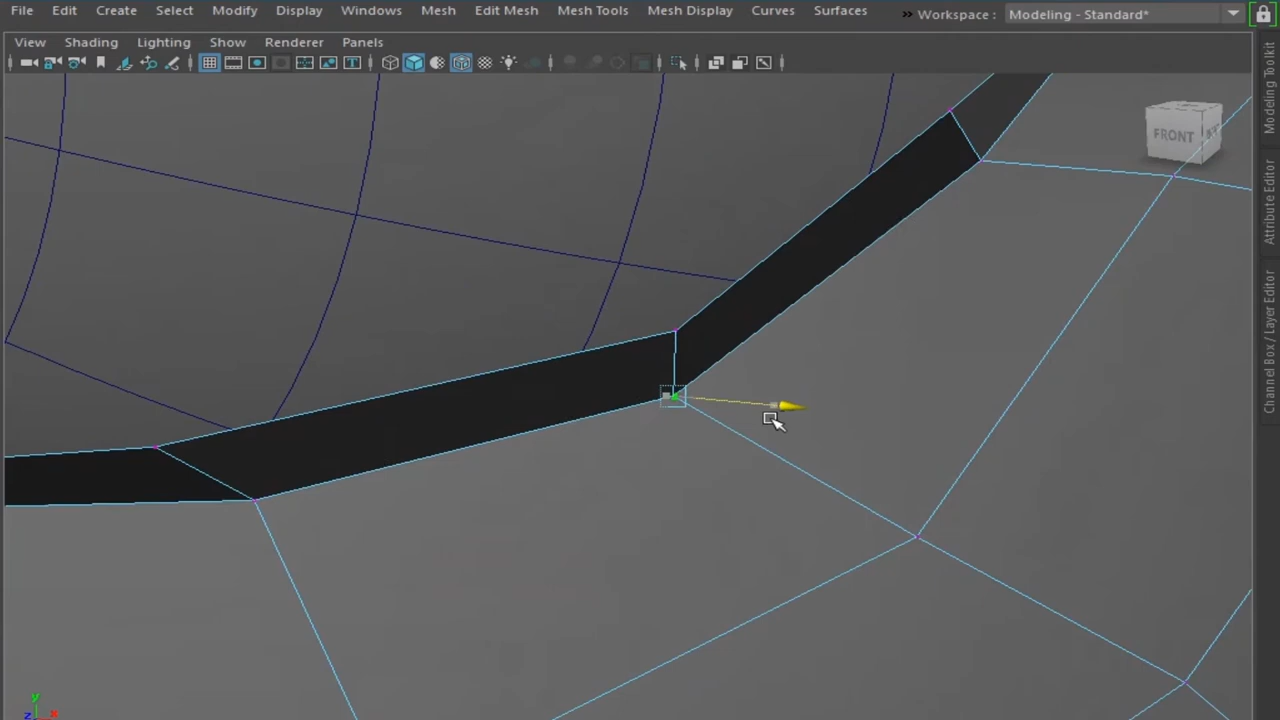 File Edit Create Select Modify Display Windows Mesh Edit Mesh Mesh Tools Mesh Display Curves Surfaces » Workspace : Modeling - Standard*
View Shading Lighting Show Renderer Panels
FRONT
Modeling Toolkit
Attribute Editor
Channel Box / Layer Editor
y
z x